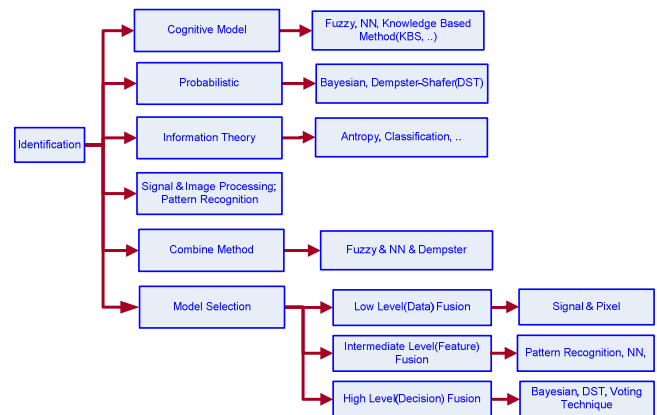 Cognitive Model
Fuzzy, NN, Knowledge Based
Method(KBS, ..)
Probabilistic
Bayesian, Dempster-Shafer(DST)
Identification
Information Theory
Antropy, Classification, ..
Signal & Image Processing;
Pattern Recognition
Combine Method
Fuzzy & NN & Dempster
Model Selection
Low Level(Data) Fusion
Signal & Pixel
Intermediate Level(Feature)
Fusion
Pattern Recognition, NN,
High Level(Decision) Fusion
Bayesian, DST, Voting
Technique